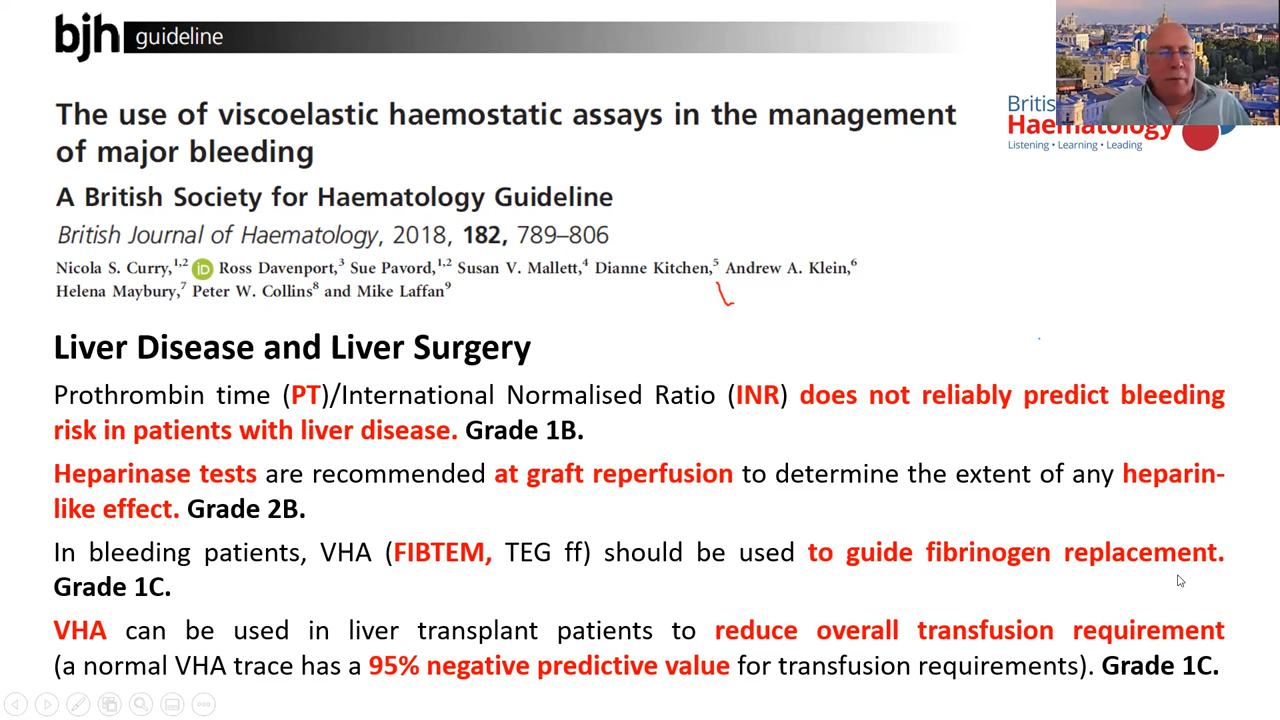 bjh guideline
The use of viscoelastic haemostatic assays in the management
of major bleeding
A British Society for Haematology Guideline
British Journal of Haematology, 2018, 182, 789–806
Nicola S. Curry,1,2 iD Ross Davenport,3 Sue Pavord,1,2 Susan V. Mallett,4 Dianne Kitchen,5 Andrew A. Klein,6
Helena Maybury,7 Peter W. Collins8 and Mike Laffan9
British
Haematology
Listening • Learning • Leading
Liver Disease and Liver Surgery
Prothrombin time (PT)/International Normalised Ratio (INR) does not reliably predict bleeding
risk in patients with liver disease. Grade 1B.
Heparinase tests are recommended at graft reperfusion to determine the extent of any heparin-
like effect. Grade 2B.
In bleeding patients, VHA (FIBTEM, TEG ff) should be used to guide fibrinogen replacement.
Grade 1C.
VHA can be used in liver transplant patients to reduce overall transfusion requirement
(a normal VHA trace has a 95% negative predictive value for transfusion requirements). Grade 1C.